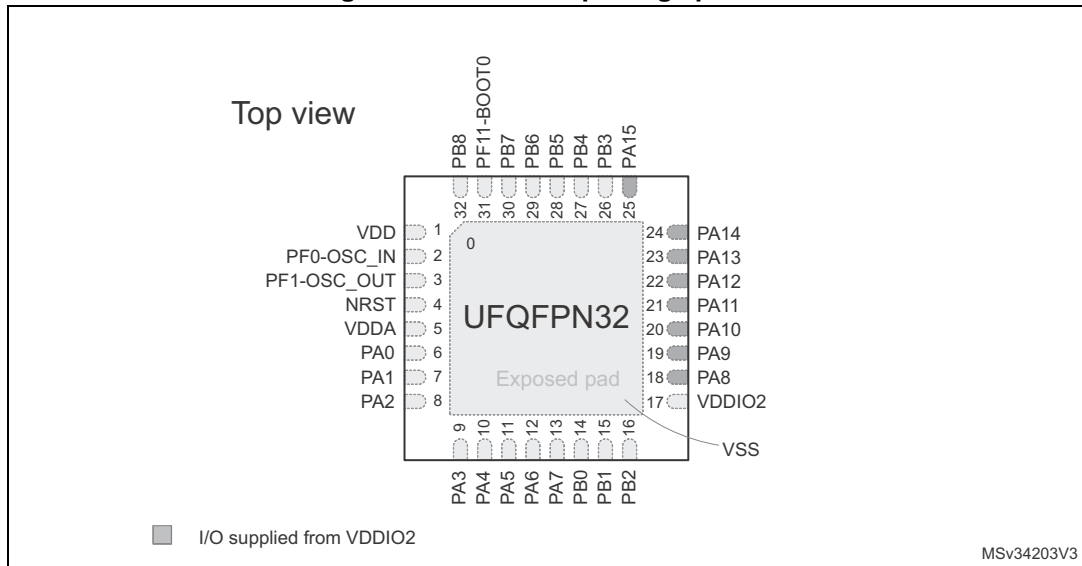 Top view
PB8
PF11-BOOT0
PB7
PB6
PB5
PB4
PB3
PA15
32
31
30
29
28
27
26
25
VDD 1
PF0-OSC_IN 2
PF1-OSC_OUT 3
NRST 4
VDDA 5
PA0 6
PA1 7
PA2 8
0
UFQFPN32
Exposed pad
24 PA14
23 PA13
22 PA12
21 PA11
20 PA10
19 PA9
18 PA8
17 VDDIO2
VSS
9
10
11
12
13
14
15
16
PA3
PA4
PA5
PA6
PA7
PB0
PB1
PB2
I/O supplied from VDDIO2
MSv34203V3